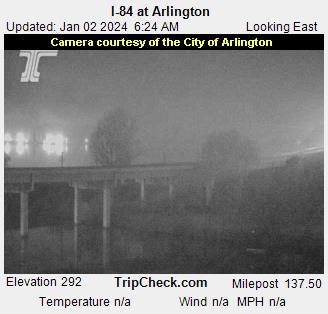 I-84 at Arlington
Updated: Jan 02 2024 6:24 AM Looking East
Camera courtesy of the City of Arlington
Elevation 292 TripCheck.com Milepost 137.50
Temperature n/a Wind n/a MPH n/a